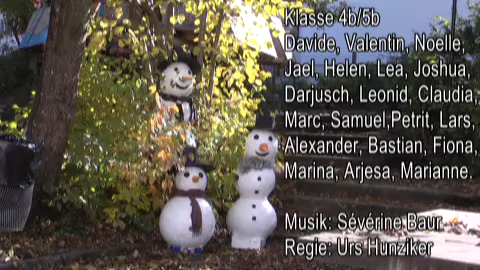 Klasse 4b/5b
Davide, Valentin, Noelle,
Jael, Helen, Lea, Joshua,
Darjusch, Leonid, Claudia,
Marc, Samuel,Petrit, Lars,
Alexander, Bastian, Fiona,
Marina, Arjesa, Marianne.
Musik: Sévérine Baur
Regie: Urs Hunziker